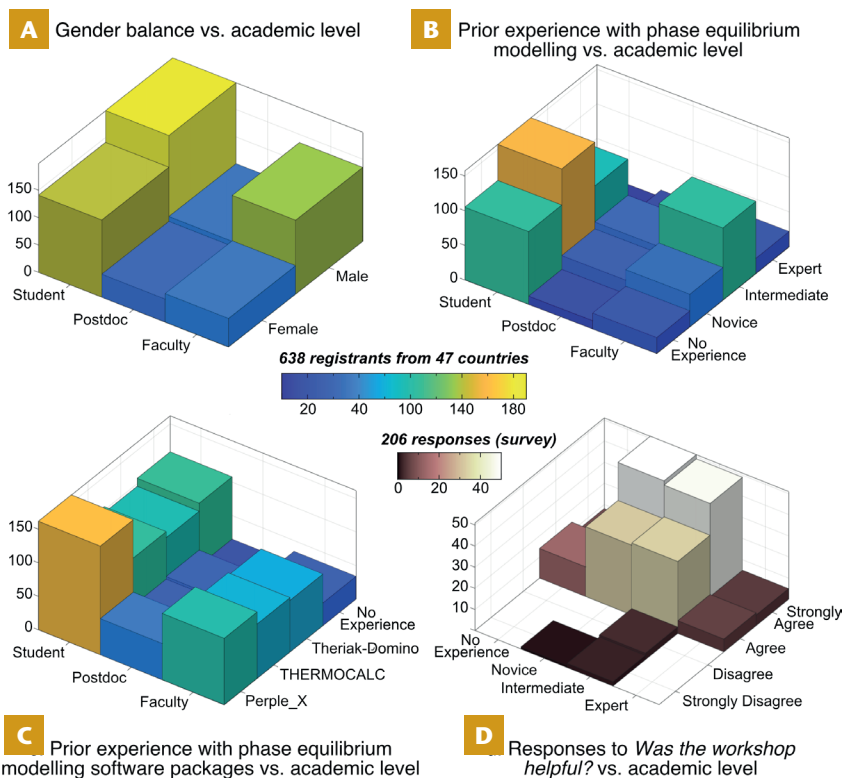 A Gender balance vs. academic level
150
100
50
0
Student
Postdoc
Faculty
Female
Male
B Prior experience with phase equilibrium
modelling vs. academic level
150
100
50
0
Student
Postdoc
Faculty
No
Experience
Novice
Intermediate
Expert
638 registrants from 47 countries
20 40 100 140 180
206 responses (survey)
0 20 40
150
100
50
0
Student
Postdoc
Faculty
Perple_X
THERMOCALC
Theriak-Domino
No
Experience
50
40
30
20
10
No
Experience
Novice
Intermediate
Expert
Strongly Disagree
Disagree
Agree
Strongly
Agree
C Prior experience with phase equilibrium
modelling software packages vs. academic level
D Responses to Was the workshop
helpful? vs. academic level